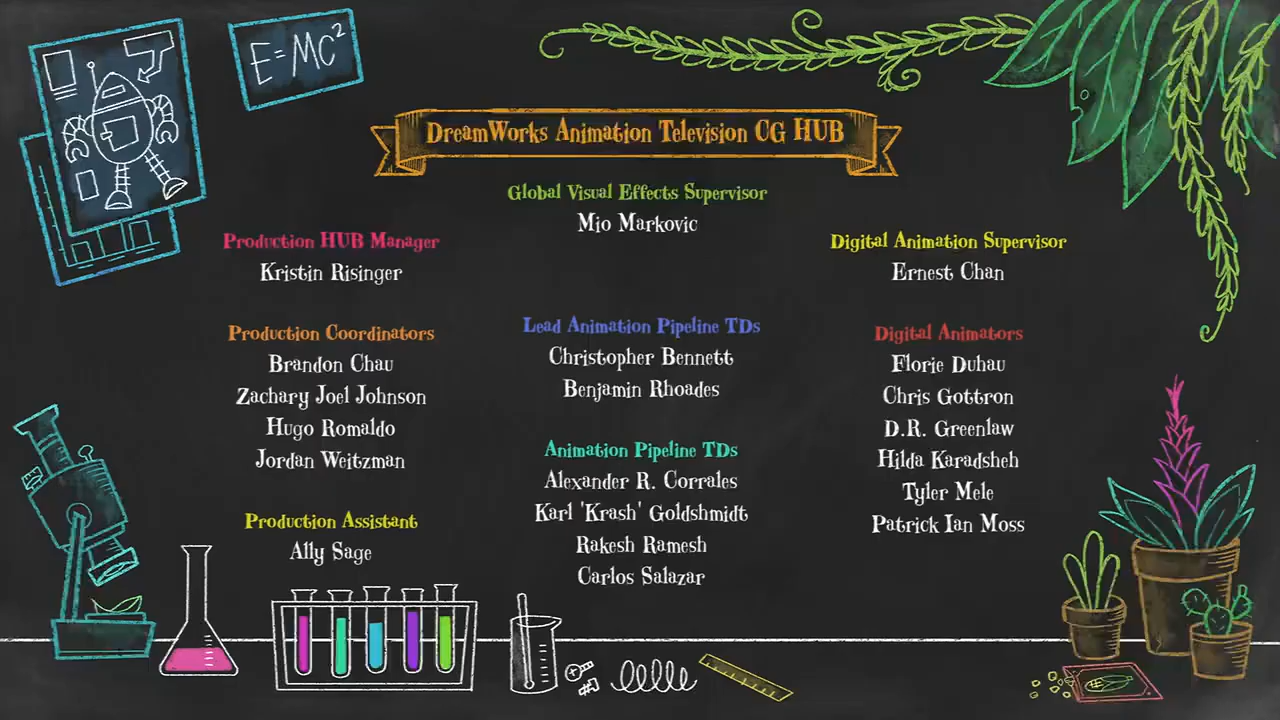 E=MC²
DreamWorks Animation Television CG HUB
Global Visual Effects Supervisor
Mio Markovic
Production HUB Manager
Kristin Risinger
Production Coordinators
Brandon Chau
Zachary Joel Johnson
Hugo Romaldo
Jordan Weitzman
Production Assistant
Ally Sage
Lead Animation Pipeline TDs
Christopher Bennett
Benjamin Rhoades
Animation Pipeline TDs
Alexander R. Corrales
Karl 'Krash' Goldshmidt
Rakesh Ramesh
Carlos Salazar
Digital Animation Supervisor
Ernest Chan
Digital Animators
Florie Duhau
Chris Gottron
D.R. Greenlaw
Hilda Karadsheh
Tyler Mele
Patrick Ian Moss